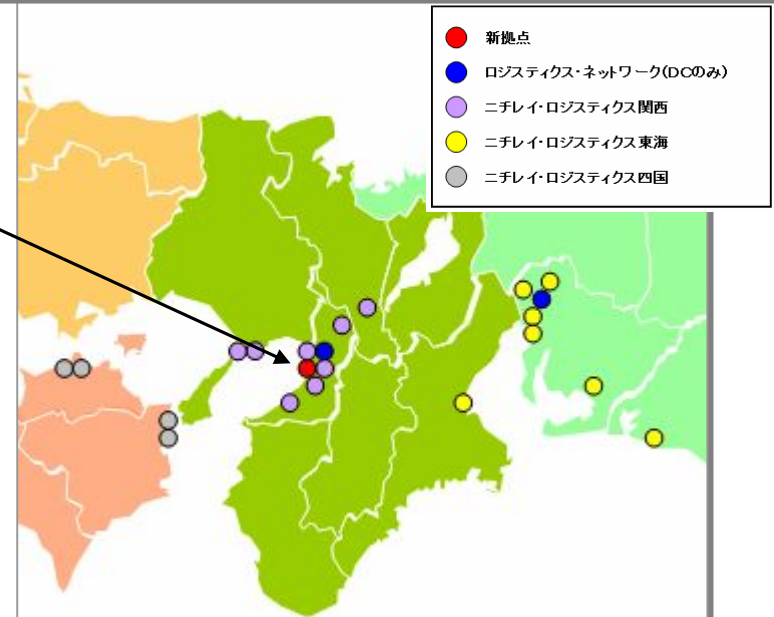 新拠点
ロジスティクス・ネットワーク(DCのみ)
ニチレイ・ロジスティクス関西
ニチレイ・ロジスティクス東海
ニチレイ・ロジスティクス四国